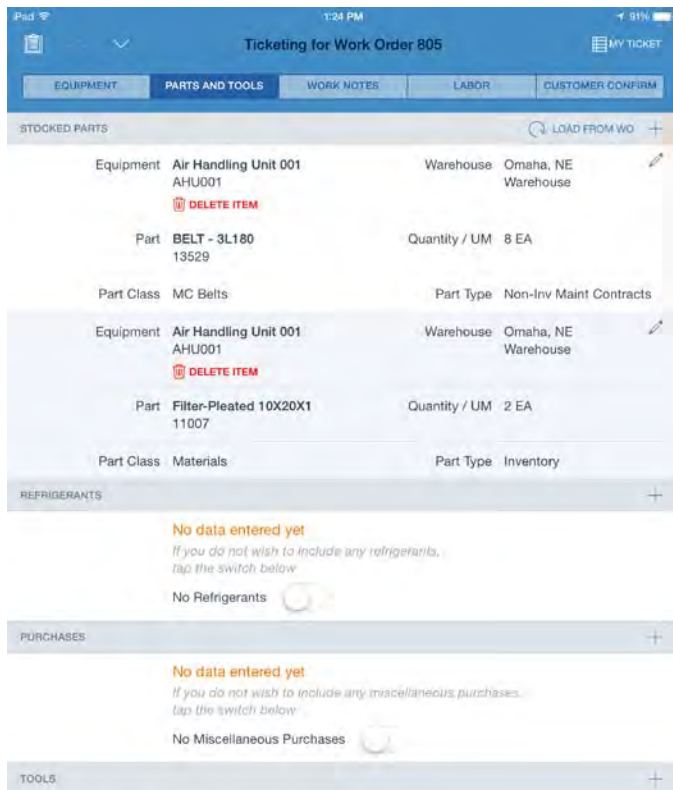 iPad 1:24 PM 91%
Ticketing for Work Order 805 MY TICKET
EQUIPMENT PARTS AND TOOLS WORK NOTES LABOR CUSTOMER CONFIRM
STOCKED PARTS LOAD FROM WO +
Equipment Air Handling Unit 001 Warehouse Omaha, NE
AHU001 Warehouse
DELETE ITEM
Part BELT - 3L180 Quantity / UM 8 EA
13529
Part Class MC Belts Part Type Non-Inv Maint Contracts
Equipment Air Handling Unit 001 Warehouse Omaha, NE
AHU001 Warehouse
DELETE ITEM
Part Filter-Pleated 10X20X1 Quantity / UM 2 EA
11007
Part Class Materials Part Type Inventory
REFRIGERANTS +
No data entered yet
If you do not wish to include any refrigerants,
tap the switch below
No Refrigerants
PURCHASES +
No data entered yet
If you do not wish to include any miscellaneous purchases,
tap the switch below
No Miscellaneous Purchases
TOOLS +